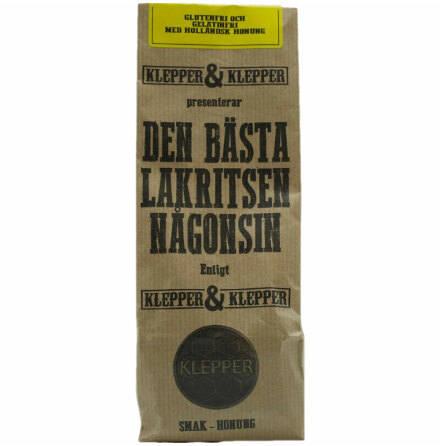 GLUTENFRI OCH
GELATINFRI
MED HOLLÄNDSK HONUNG
KLEPPER & KLEPPER
presenterar
DEN BÄSTA
LAKRITSEN
NÅGONSIN
Enligt
KLEPPER & KLEPPER
KLEPPER
SMAK - HONUNG